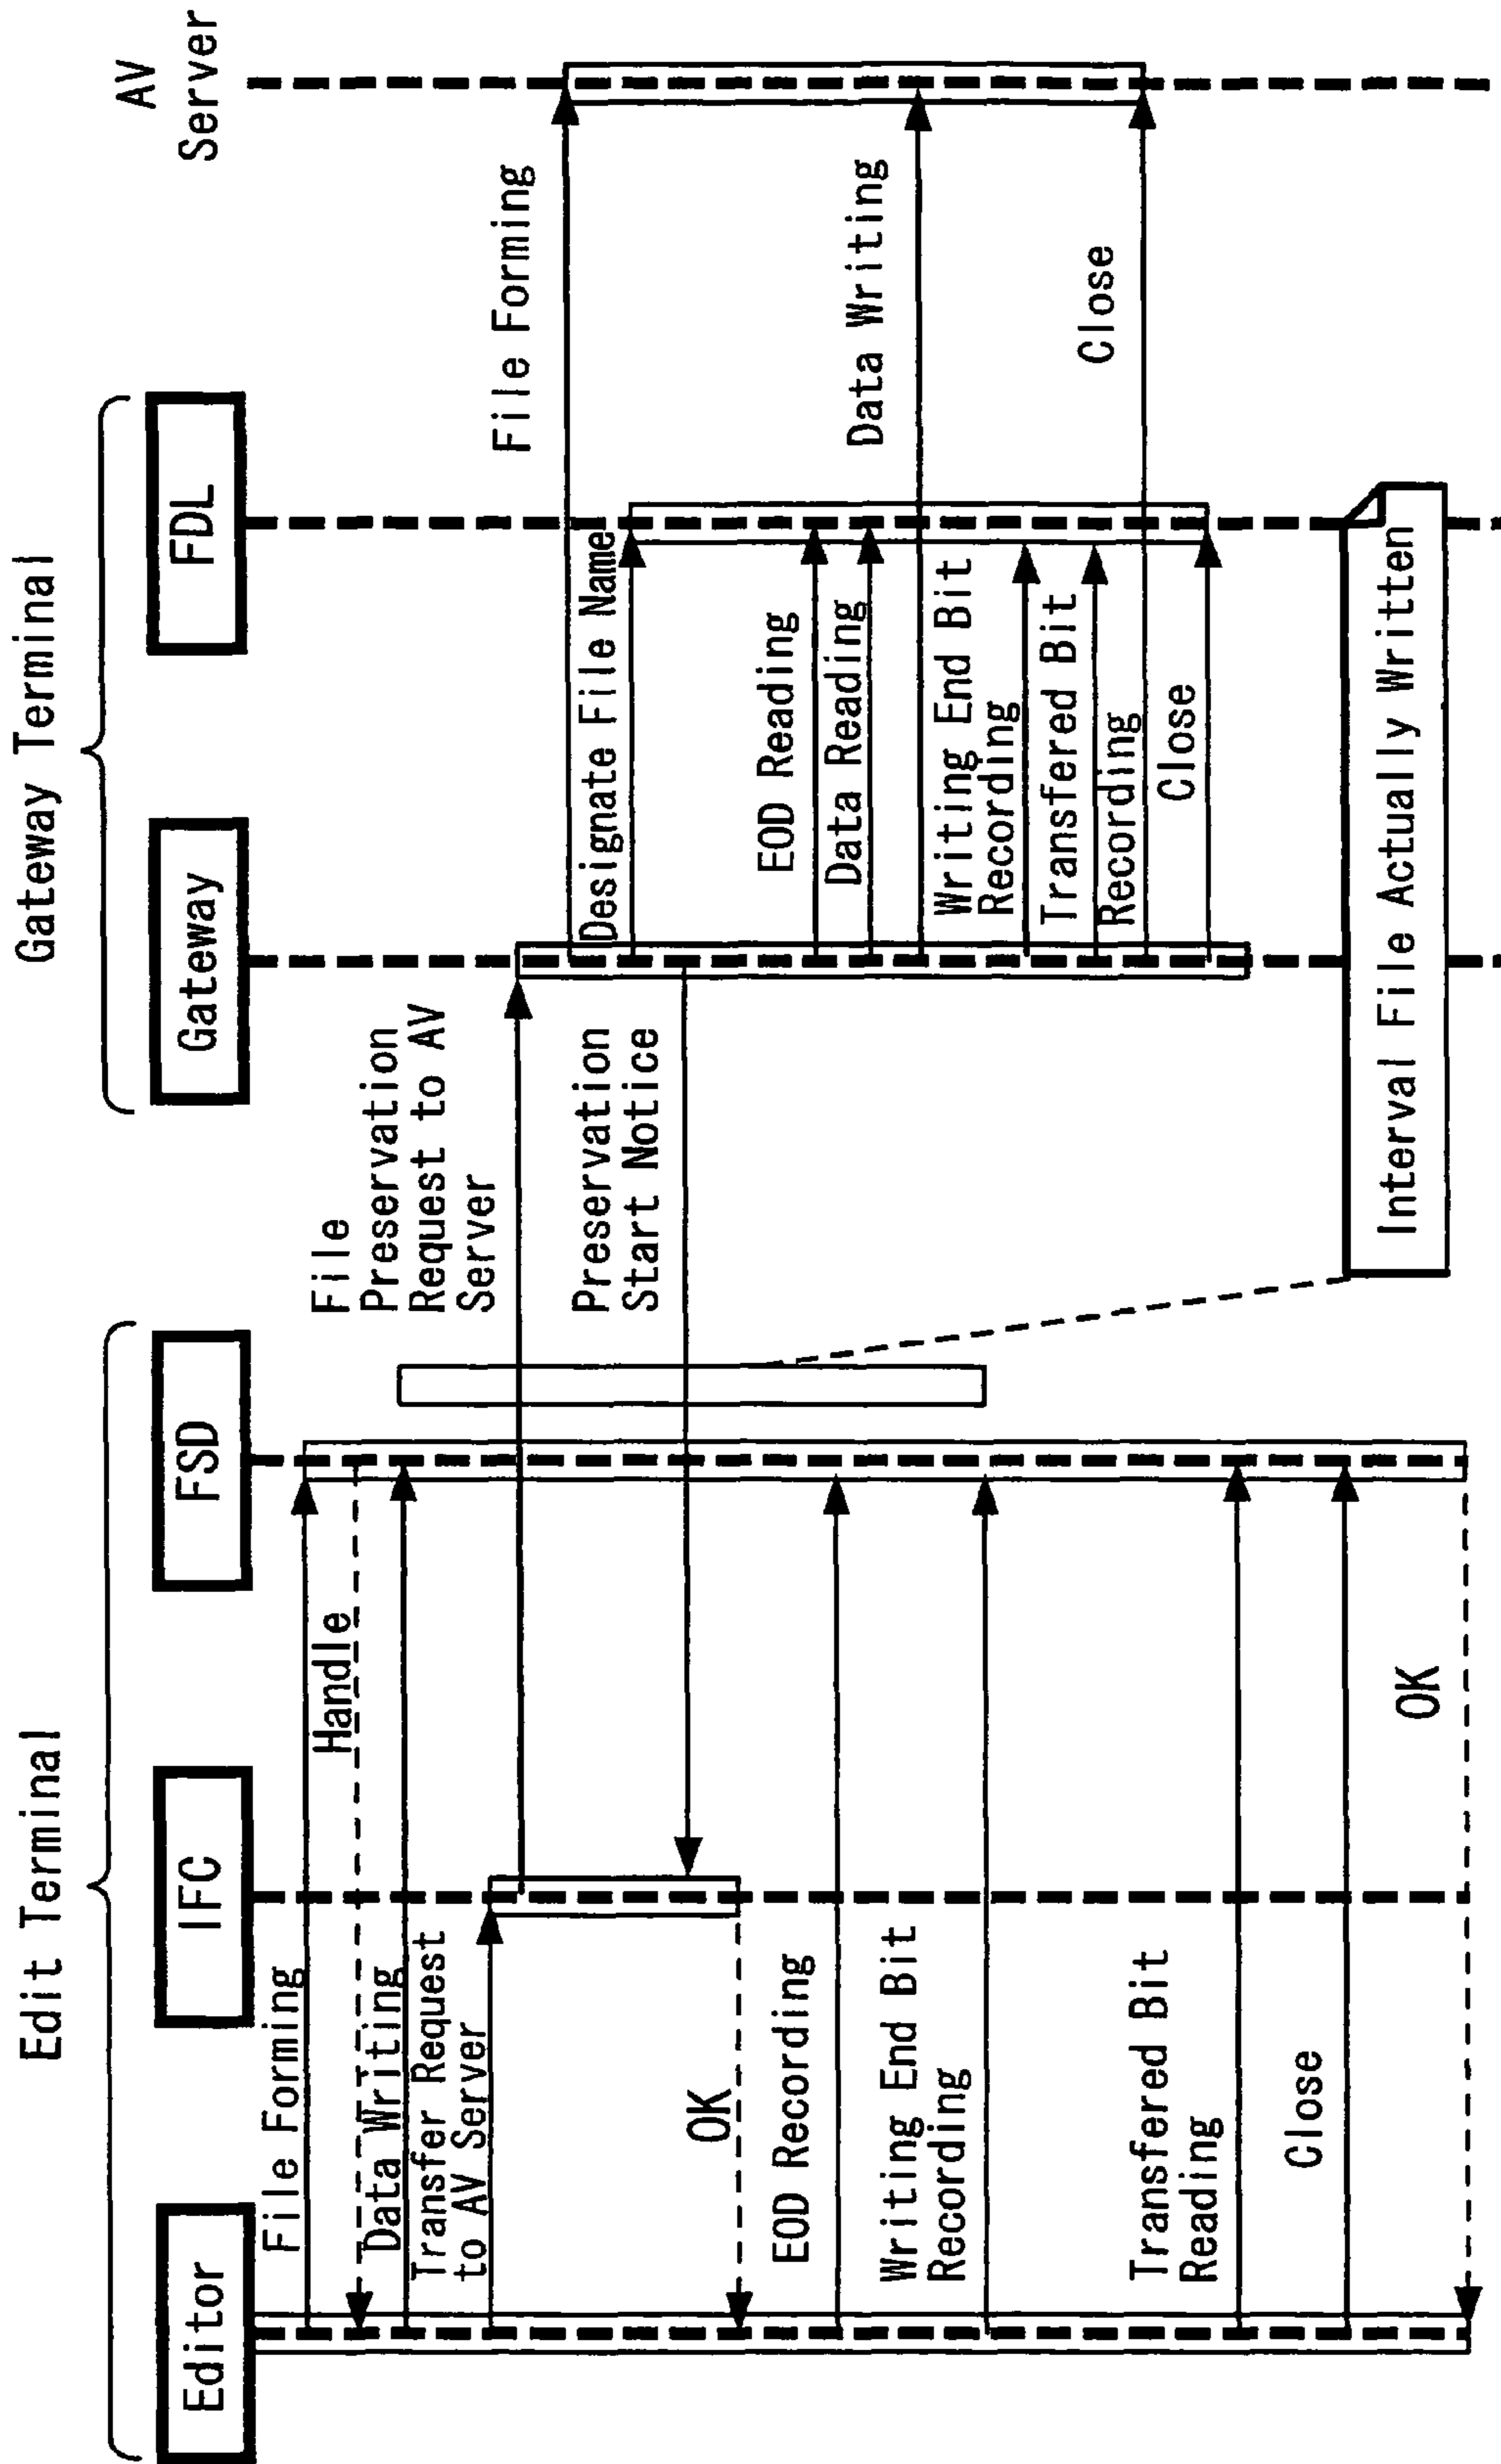 Edit Terminal
Gateway Terminal
Editor
IFC
FSD
Gateway
FDL
AV
Server
File Forming
Handle
Data Writing
Transfer Request
to AV Server
File
Preservation
Request to AV
Server
File Forming
Designate File Name
Preservation
Start Notice
OK
EOD Recording
EOD Reading
Data Reading
Data Writing
Writing End Bit
Recording
Writing End Bit
Recording
Transfered Bit
Recording
Close
Close
Transfered Bit
Reading
Close
OK
Interval File Actually Written